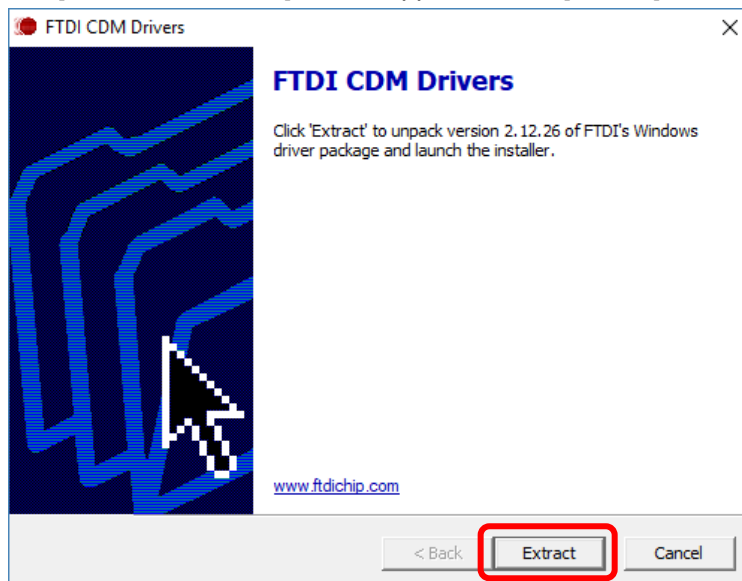 FTDI CDM Drivers
FTDI CDM Drivers
Click 'Extract' to unpack version 2.12.26 of FTDI's Windows
driver package and launch the installer.
www.ftdichip.com
< Back Extract Cancel